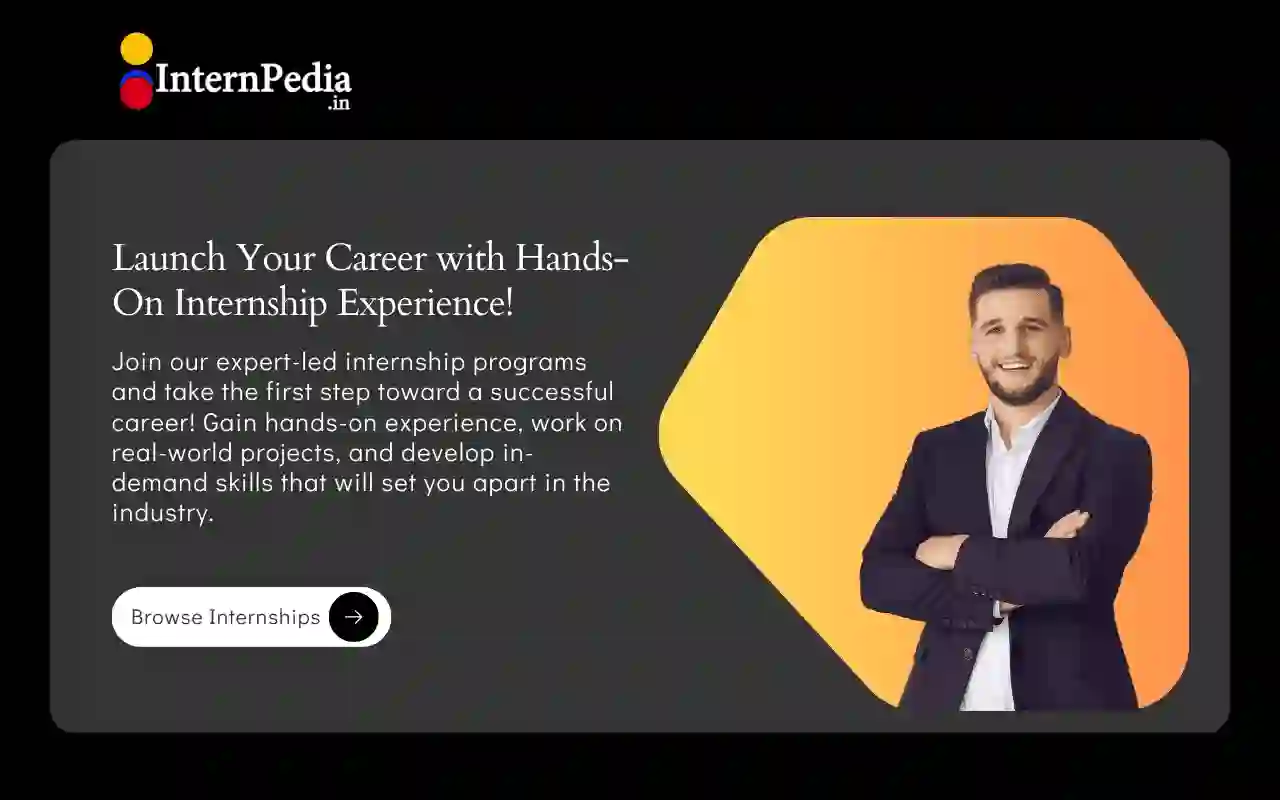 InternPedia
.in
Launch Your Career with Hands-
On Internship Experience!
Join our expert-led internship programs
and take the first step toward a successful
career! Gain hands-on experience, work on
real-world projects, and develop in-
demand skills that will set you apart in the
industry.
Browse Internships